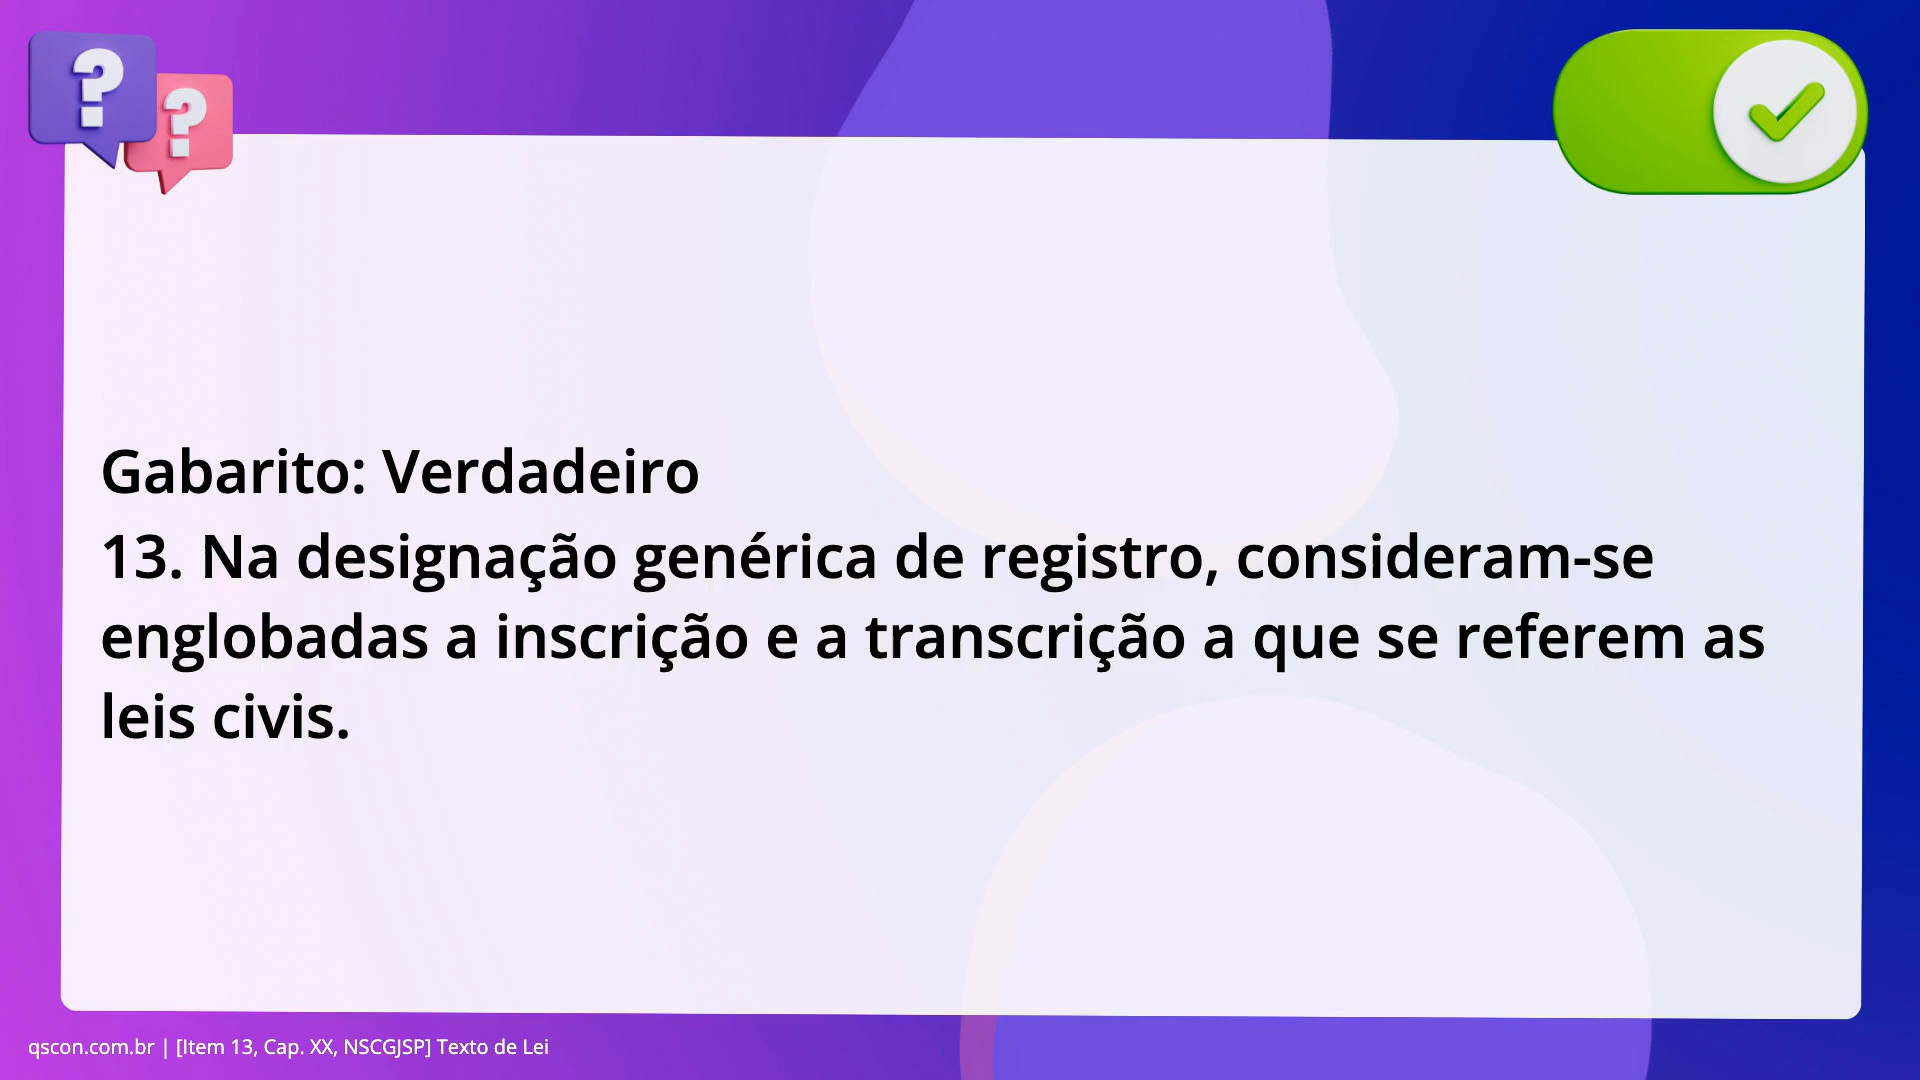 Gabarito: Verdadeiro
13. Na designação genérica de registro, consideram-se
englobadas a inscrição e a transcrição a que se referem as
leis civis.
qscon.com.br | [Item 13, Cap. XX, NSCGJSP] Texto de Lei